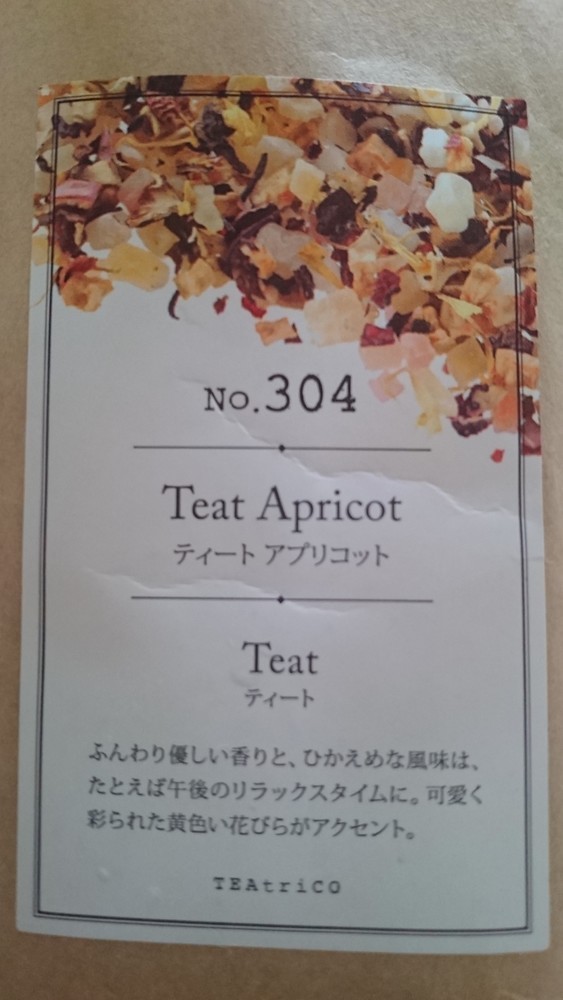 No.304
Teat Apricot
ティート アプリコット
Teat
ティート
ふんわり優しい香りと、ひかえめな風味は、
たとえば午後のリラックスタイムに。可愛く
彩られた黄色い花びらがアクセント。
TEAtriCO